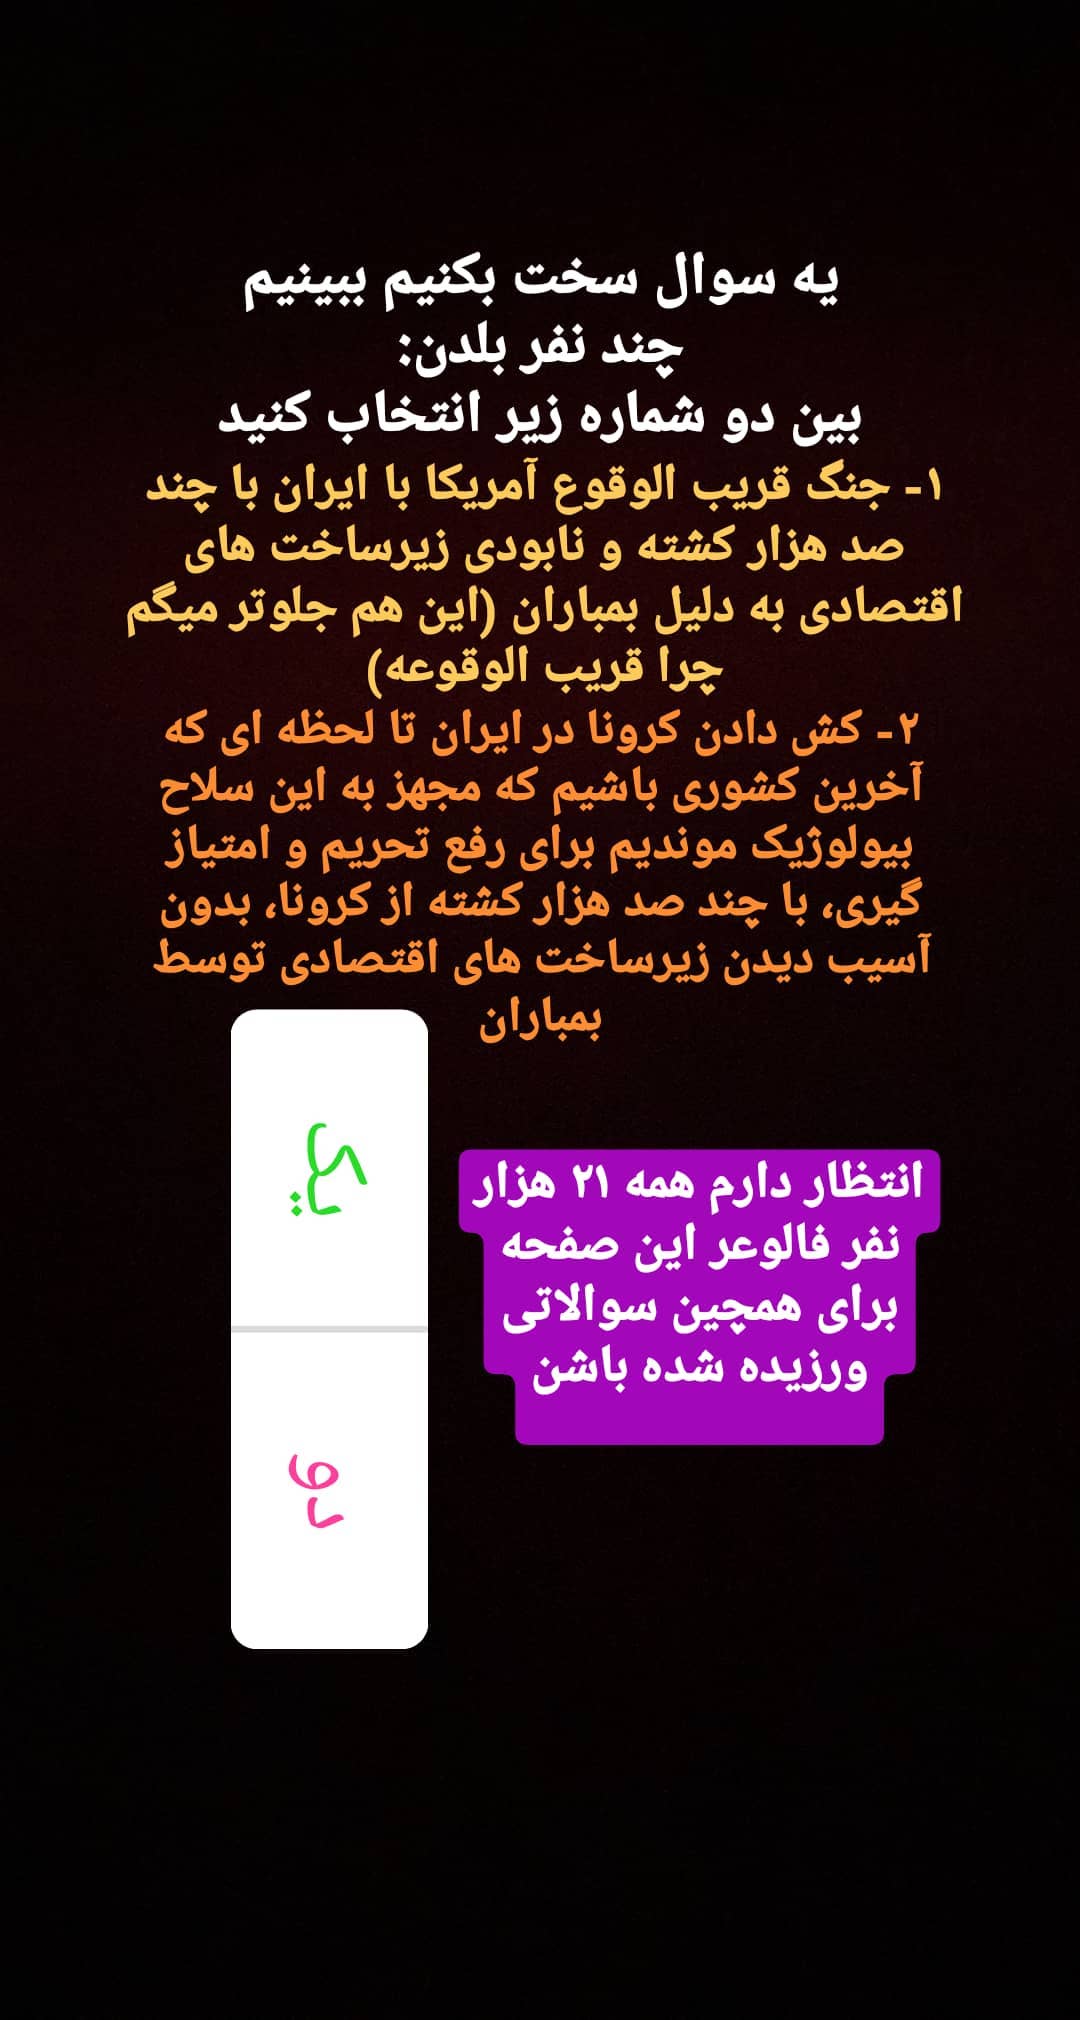 یه سوال سخت بکنیم ببینیم
چند نفر بلدن:
بین دو شماره زیر انتخاب کنید
۱- جنگ قریب الوقوع آمریکا با ایران با چند
صد هزار کشته و نابودی زیرساخت های
اقتصادی به دلیل بمباران (این هم جلوتر میگم
چرا قریب الوقوعه)
۲- کش دادن کرونا در ایران تا لحظه ای که
آخرین کشوری باشیم که مجهز به این سلاح
بیولوژیک موندیم برای رفع تحریم و امتیاز
گیری، با چند صد هزار کشته از کرونا، بدون
آسیب دیدن زیرساخت های اقتصادی توسط
بمباران
یک
دو
انتظار دارم همه ۲۱ هزار
نفر فالوعر این صفحه
برای همچین سوالاتی
ورزیده شده باشن